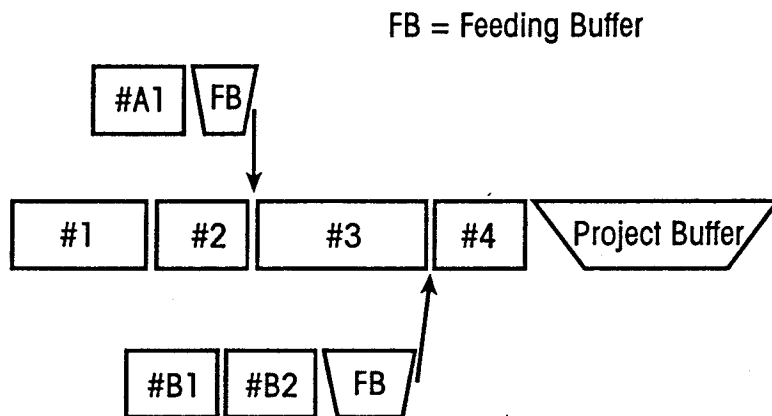 FB = Feeding Buffer
#A1 FB
#1 #2 #3 #4 Project Buffer
#B1 #B2 FB